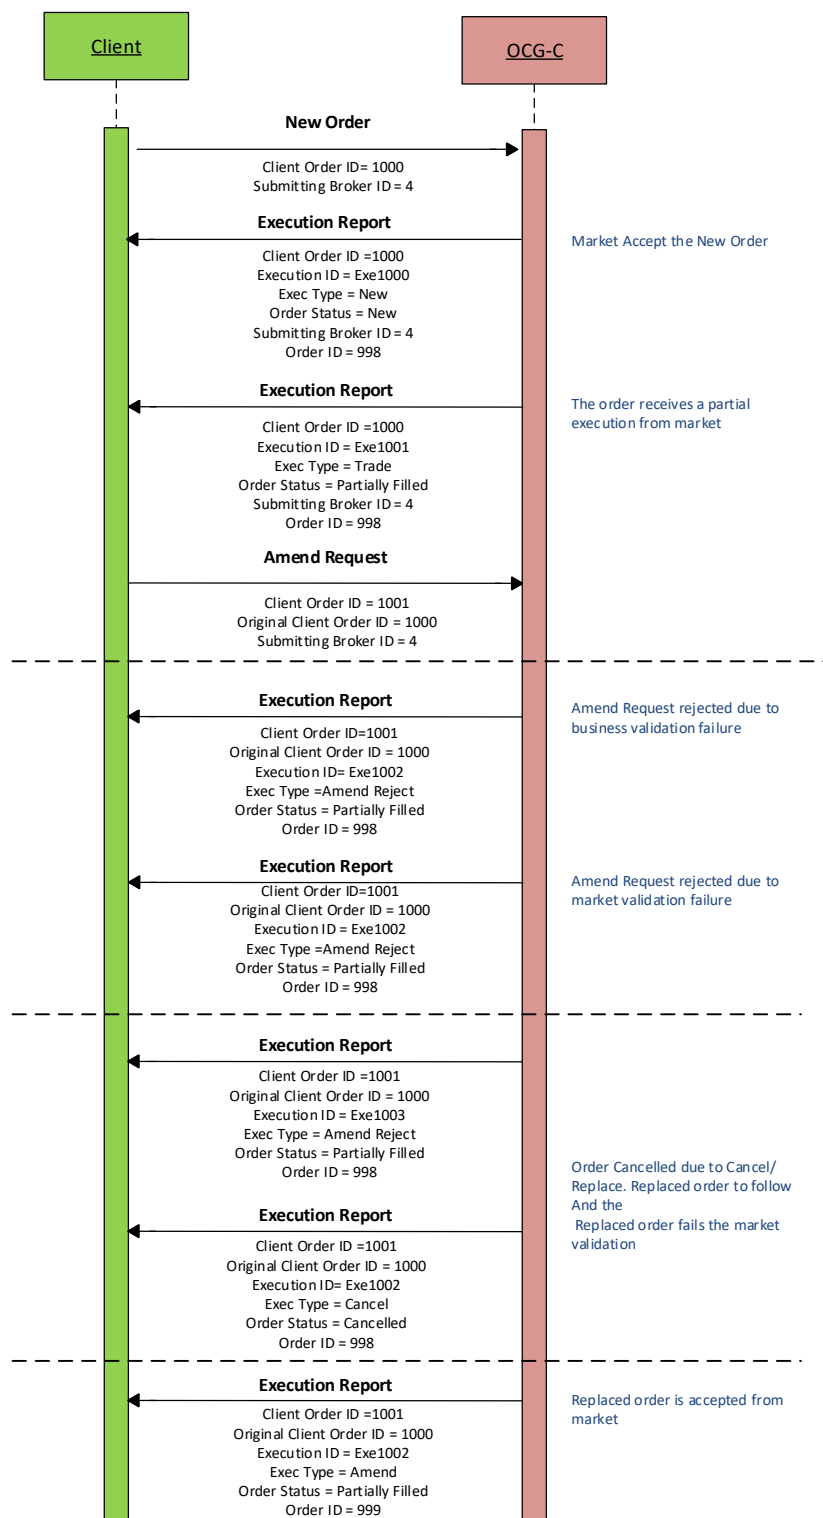 Client
OCG-C
New Order
Client Order ID= 1000
Submitting Broker ID = 4
Execution Report
Market Accept the New Order
Client Order ID =1000
Execution ID = Exe1000
Exec Type = New
Order Status = New
Submitting Broker ID = 4
Order ID = 998
Execution Report
The order receives a partial
execution from market
Client Order ID =1000
Execution ID = Exe1001
Exec Type = Trade
Order Status = Partially Filled
Submitting Broker ID = 4
Order ID = 998
Amend Request
Client Order ID = 1001
Original Client Order ID = 1000
Submitting Broker ID = 4
Execution Report
Amend Request rejected due to
business validation failure
Client Order ID=1001
Original Client Order ID = 1000
Execution ID= Exe1002
Exec Type =Amend Reject
Order Status = Partially Filled
Order ID = 998
Execution Report
Amend Request rejected due to
market validation failure
Client Order ID=1001
Original Client Order ID = 1000
Execution ID = Exe1002
Exec Type =Amend Reject
Order Status = Partially Filled
Order ID = 998
Execution Report
Client Order ID =1001
Original Client Order ID = 1000
Execution ID = Exe1003
Exec Type = Amend Reject
Order Status = Partially Filled
Order ID = 998
Order Cancelled due to Cancel/
Replace. Replaced order to follow
And the
Replaced order fails the market
validation
Execution Report
Client Order ID =1001
Original Client Order ID = 1000
Execution ID= Exe1002
Exec Type = Cancel
Order Status = Cancelled
Order ID = 998
Execution Report
Replaced order is accepted from
market
Client Order ID =1001
Original Client Order ID = 1000
Execution ID = Exe1002
Exec Type = Amend
Order Status = Partially Filled
Order ID = 999